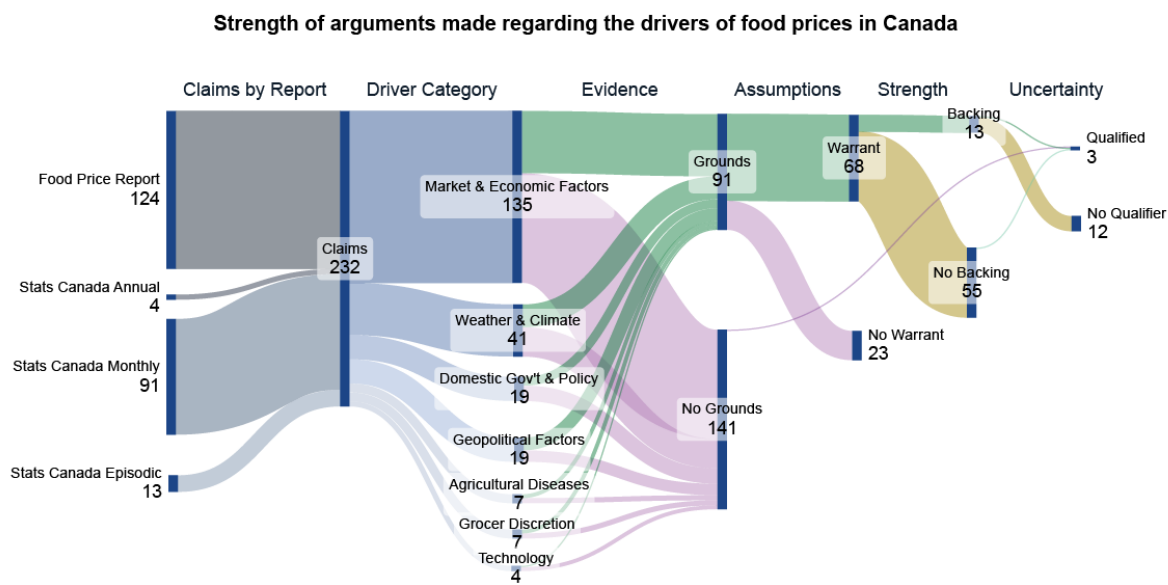 Strength of arguments made regarding the drivers of food prices in Canada
Claims by Report
Driver Category
Evidence
Assumptions
Strength
Uncertainty
Food Price Report
124
Stats Canada Annual
4
Stats Canada Monthly
91
Stats Canada Episodic
13
Claims
232
Market & Economic Factors
135
Weather & Climate
41
Domestic Gov't & Policy
19
Geopolitical Factors
19
Agricultural Diseases
7
Grocer Discretion
7
Technology
4
Grounds
91
No Grounds
141
Warrant
68
No Warrant
23
Backing
13
No Backing
55
Qualified
3
No Qualifier
12